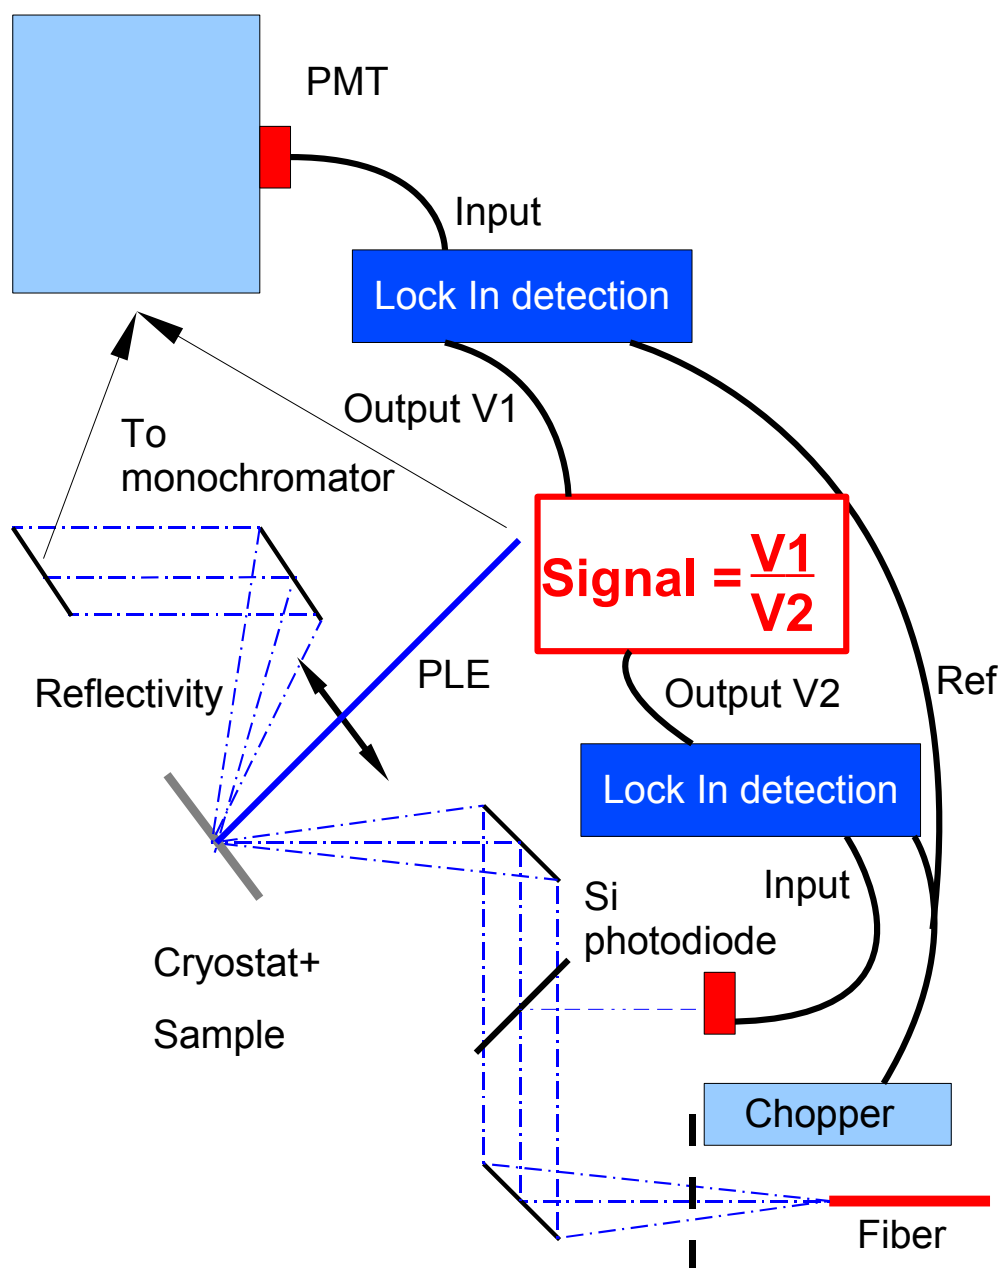 PMT
Input
Lock In detection
Output V1
To
monochromator
Signal = V1
V2
PLE
Reflectivity
Output V2
Ref
Lock In detection
Input
Si
photodiode
Cryostat+
Sample
Chopper
Fiber